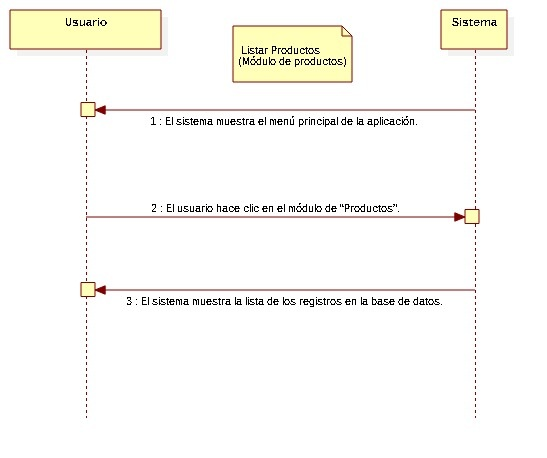 Usuario
Sistema
Listar Productos
(Módulo de productos)
1 : El sistema muestra el menú principal de la aplicación.
2 : El usuario hace clic en el módulo de “Productos”.
3 : El sistema muestra la lista de los registros en la base de datos.